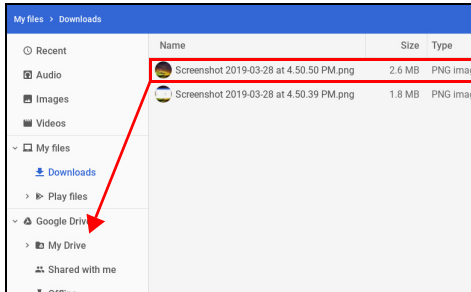 My files > Downloads
Name Size Type
Recent
Screenshot 2019-03-28 at 4.50.50 PM.png 2.6 MB PNG imag
Audio
Screenshot 2019-03-28 at 4.50.39 PM.png 1.8 MB PNG imag
Images
Videos
My files
Downloads
Play files
Google Drive
My Drive
Shared with me